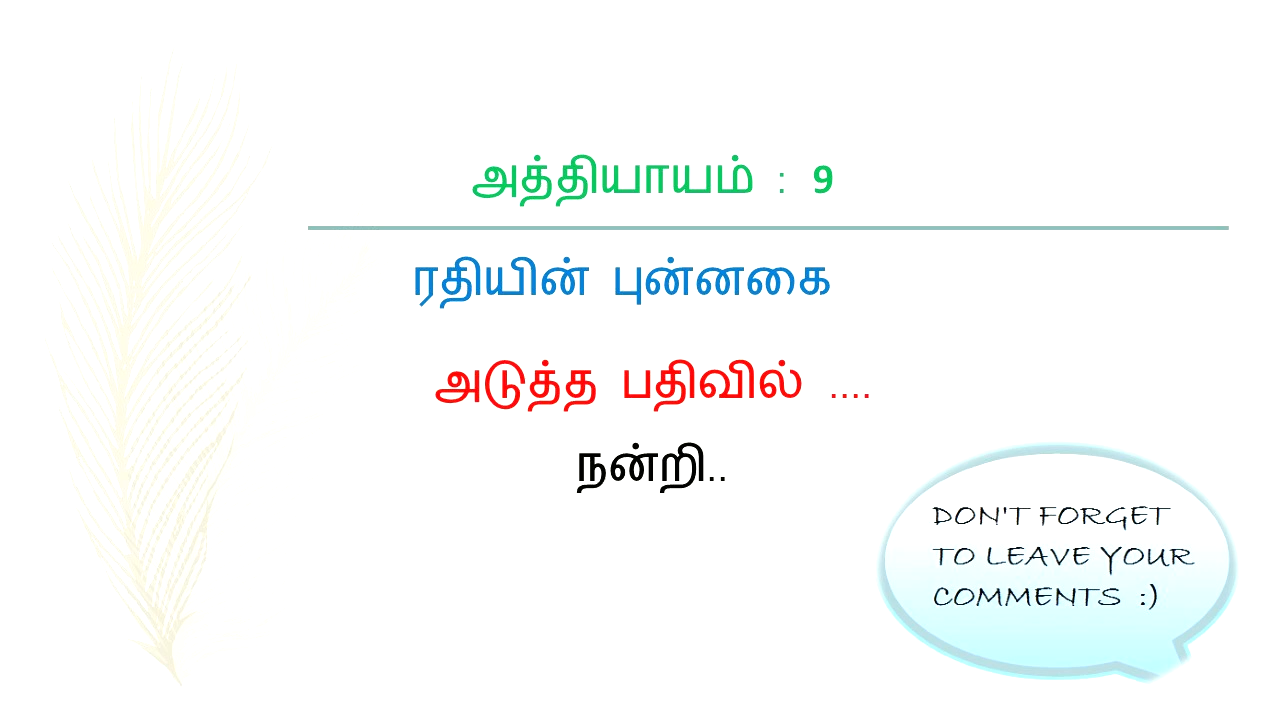 அத்தியாயம் : 9
ரதியின் புன்னகை
அடுத்த பதிவில் ....
நன்றி..
DON'T FORGET
TO LEAVE YOUR
COMMENTS :)